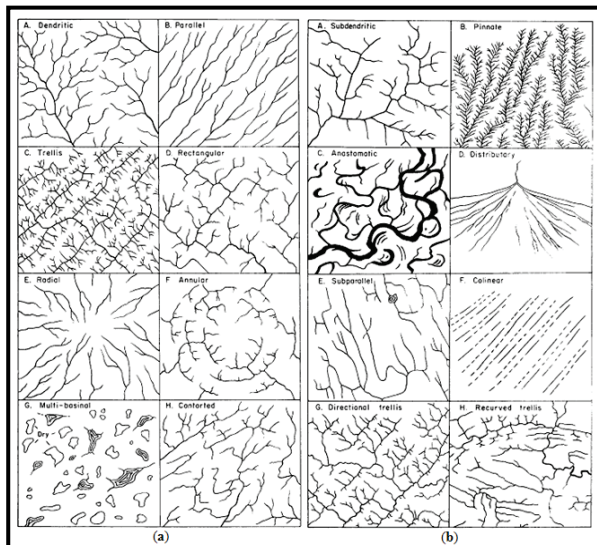 A. Dendritic
B. Parallel
C. Trellis
D. Rectangular
E. Radial
F. Annular
G. Multi-basinal
Dry
H. Contorted
(a)
A. Subdendritic
B. Pinnate
C. Anastomotic
D. Distributary
E. Subparallel
F. Colinear
G. Directional trellis
H. Recurved trellis
(b)